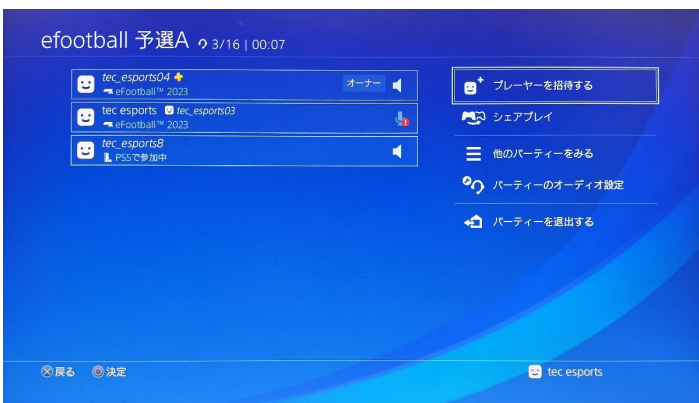 efootball 予選A 3/16 | 00:07
tec_esports04
オーナー
eFootball™ 2023
tec esports tec_esports03
eFootball™ 2023
tec_esports8
PS5で参加中
プレーヤーを招待する
シェアプレイ
他のパーティーをみる
パーティーのオーディオ設定
パーティーを退出する
戻る 決定
tec esports